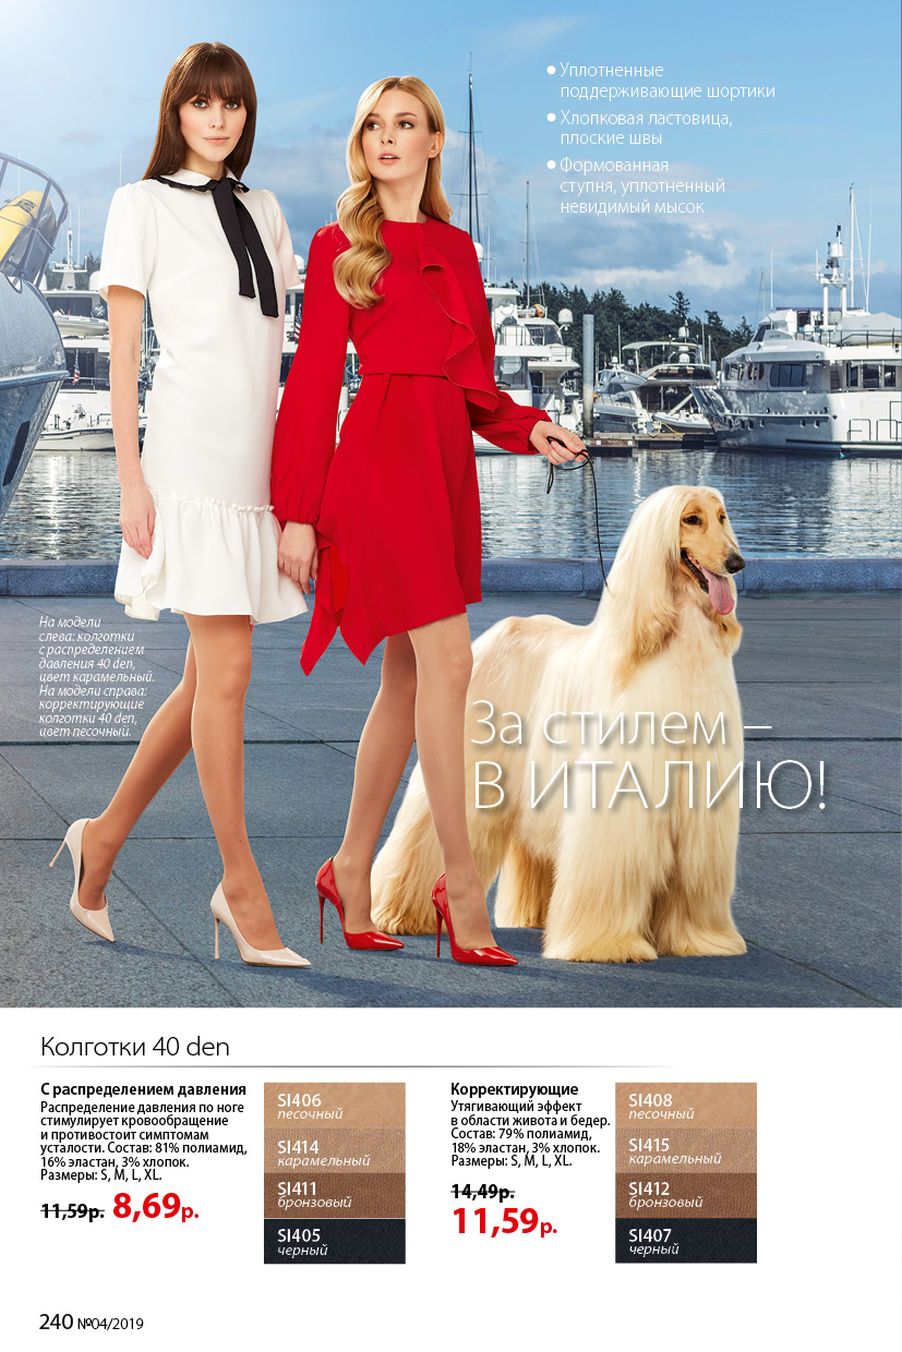 ● Уплотненные
поддерживающие шортики
● Хлопковая ластовица,
плоские швы
● Формованная
ступня, уплотненный
невидимый мысок
На модели
слева: колготки
с распределением
давления 40 den,
цвет карамельный.
На модели справа:
корректирующие
колготки 40 den,
цвет песочный.
За стилем –
В ИТАЛИЮ!
Колготки 40 den
С распределением давления
Распределение давления по ноге
стимулирует кровообращение
и противостоит симптомам
усталости. Состав: 81% полиамид,
16% эластан, 3% хлопок.
Размеры: S, M, L, XL.
11,59р. 8,69р.
SI406
песочный
SI414
карамельный
SI411
бронзовый
SI405
черный
Корректирующие
Утягивающий эффект
в области живота и бедер.
Состав: 79% полиамид,
18% эластан, 3% хлопок.
Размеры: S, M, L, XL.
14,49р.
11,59р.
SI408
песочный
SI415
карамельный
SI412
бронзовый
SI407
черный
240 №04/2019